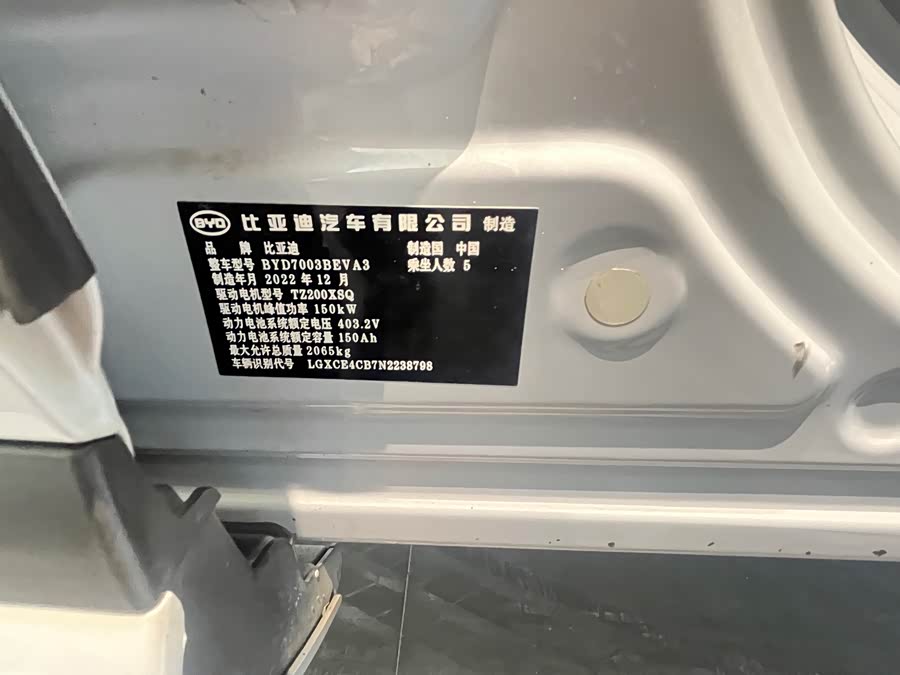 BYD 比亚迪汽车有限公司 制造
品 牌 比亚迪 制造国 中国
整车型号 BYD7003BEVA3 乘坐人数 5
制造年月 2022 年 12 月
驱动电机型号 TZ200XSQ
驱动电机峰值功率 150kW
动力电池系统额定电压 403.2V
动力电池系统额定容量 150Ah
最大允许总质量 2065kg
车辆识别代号 LGXCE4CB7N2238798